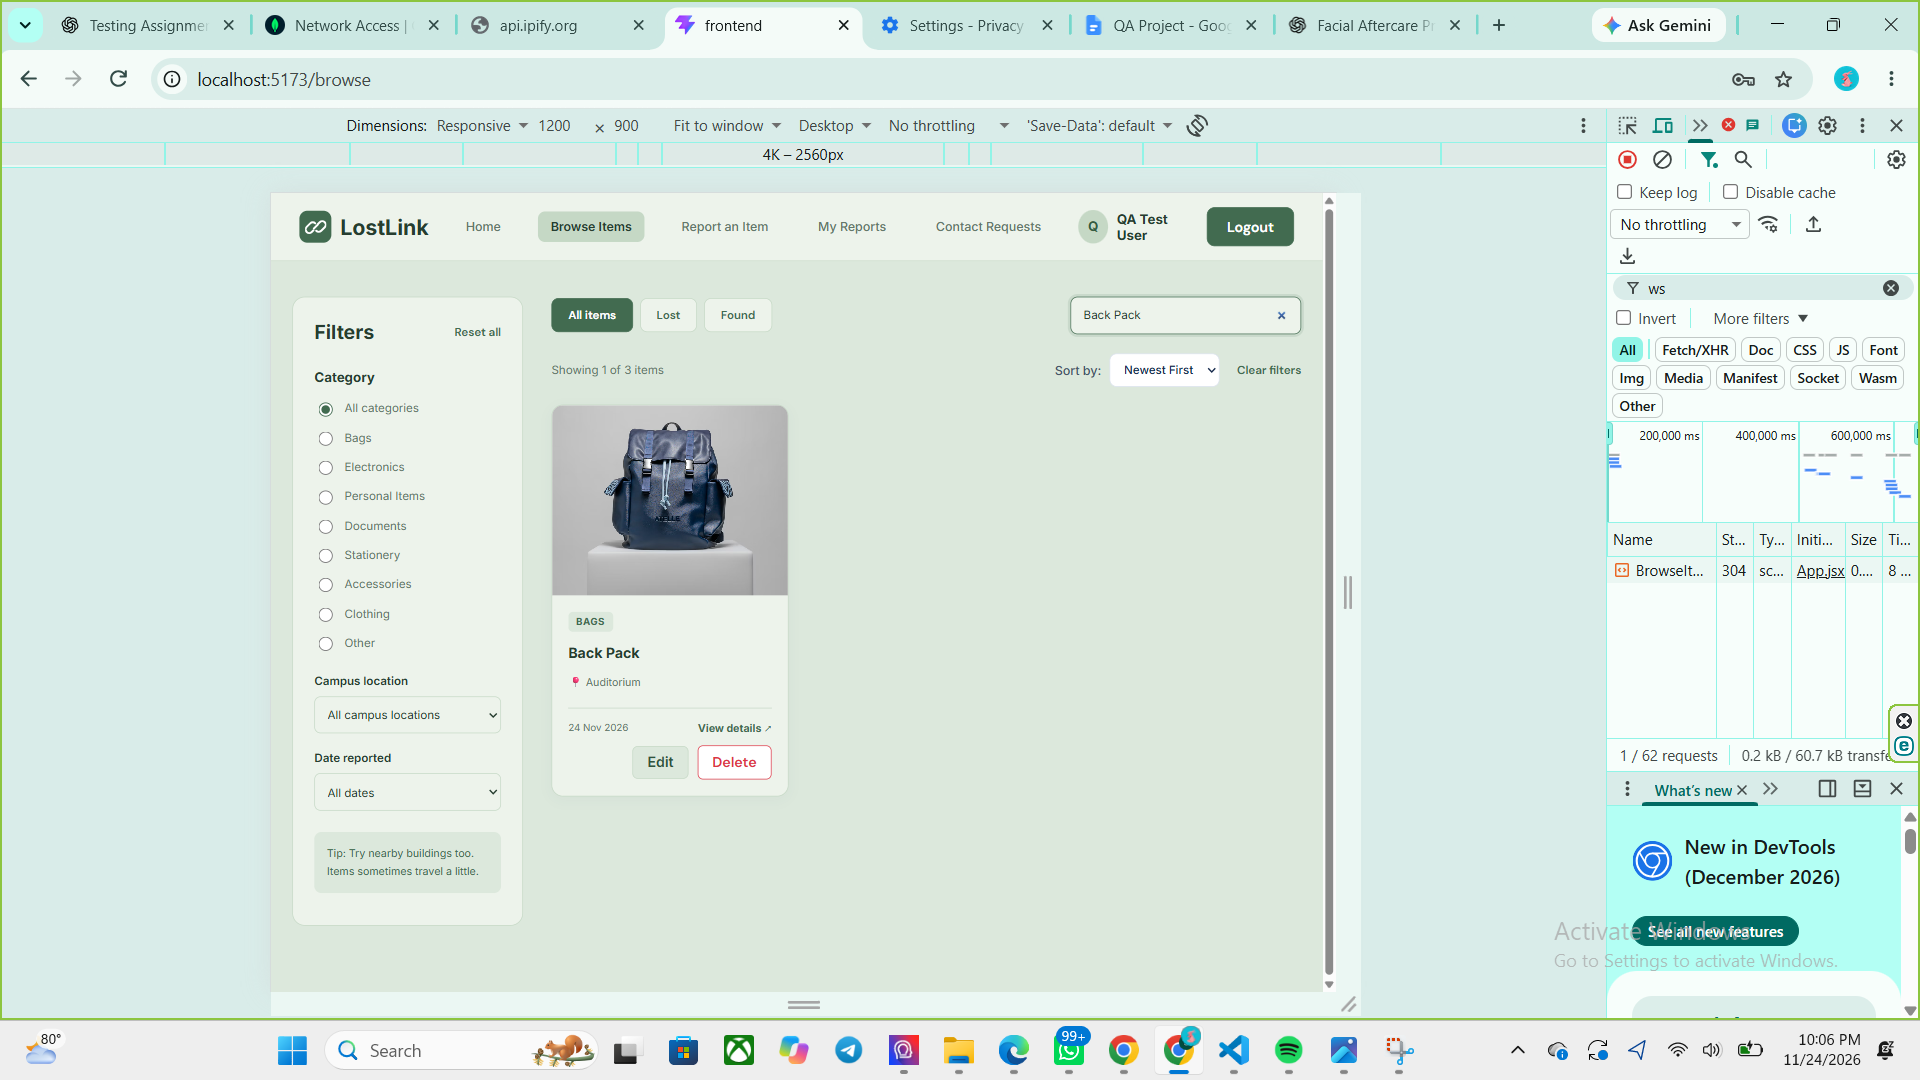 Testing Assignmen
Network Access |
api.ipify.org
frontend
Settings - Privacy
QA Project - Goog
Facial Aftercare Pr
Ask Gemini
localhost:5173/browse
Dimensions: Responsive 1200 × 900 Fit to window Desktop No throttling 'Save-Data': default
4K – 2560px
LostLink
Home
Browse Items
Report an Item
My Reports
Contact Requests
Q
QA Test
User
Logout
Filters
Reset all
Category
All categories
Bags
Electronics
Personal Items
Documents
Stationery
Accessories
Clothing
Other
Campus location
All campus locations
Date reported
All dates
Tip: Try nearby buildings too.
Items sometimes travel a little.
All items
Lost
Found
Back Pack
Showing 1 of 3 items
Sort by: Newest First
Clear filters
BAGS
Back Pack
Auditorium
24 Nov 2026
View details
Edit
Delete
Keep log
Disable cache
No throttling
ws
Invert
More filters
All
Fetch/XHR
Doc
CSS
JS
Font
Img
Media
Manifest
Socket
Wasm
Other
200,000 ms
400,000 ms
600,000 ms
Name St... Ty... Initi... Size Ti...
BrowseIt... 304 sc... App.jsx 0.... 8 ...
1 / 62 requests
0.2 kB / 60.7 kB transfe
What's new
New in DevTools
(December 2026)
See all new features
Activate Windows
Go to Settings to activate Windows.
80°
Search
99+
10:06 PM
11/24/2026